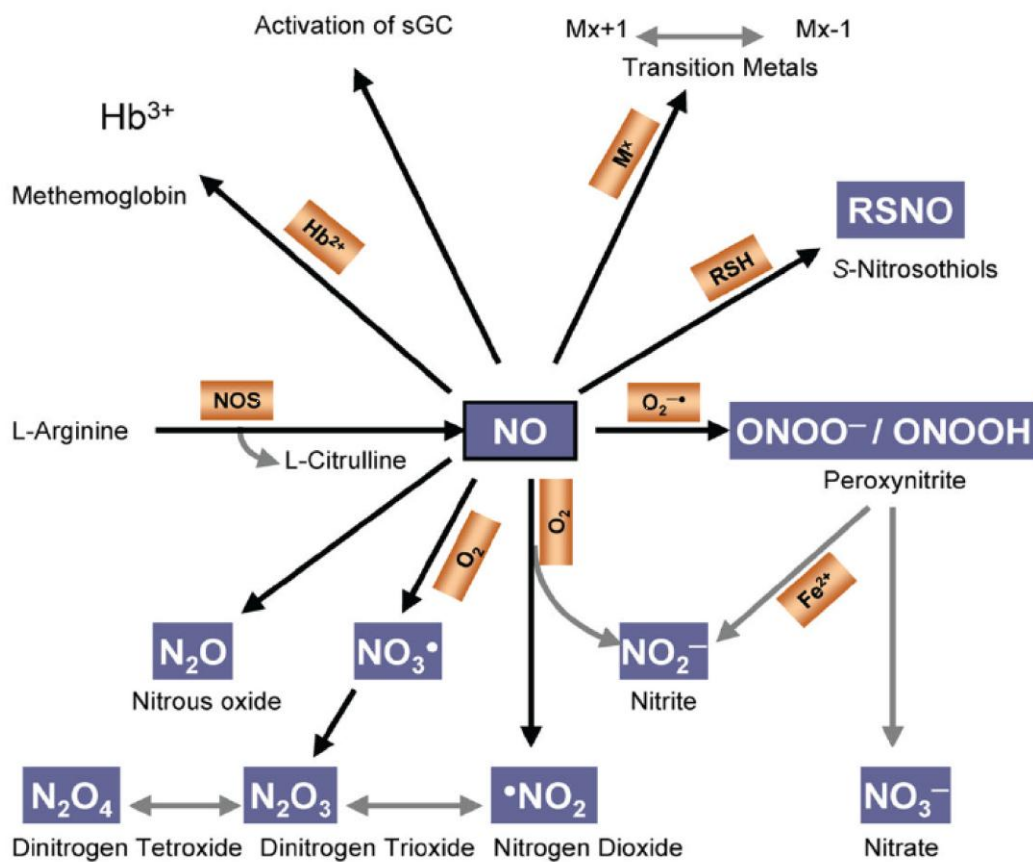 Activation of sGC
Mx+1
Mx-1
Transition Metals
Hb³⁺
Methemoglobin
Hb²⁺
Mˣ
RSH
RSNO
S-Nitrosothiols
L-Arginine
NOS
L-Citrulline
NO
O₂⁻•
ONOO⁻ / ONOOH
Peroxynitrite
O₂
O₂
Fe²⁺
N₂O
Nitrous oxide
NO₃•
NO₂⁻
Nitrite
N₂O₄
Dinitrogen Tetroxide
N₂O₃
Dinitrogen Trioxide
•NO₂
Nitrogen Dioxide
NO₃⁻
Nitrate